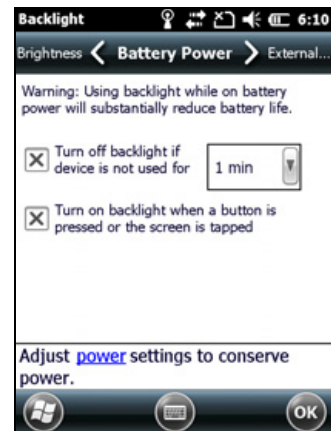 Backlight 6:10
Brightness Battery Power External...
Warning: Using backlight while on battery
power will substantially reduce battery life.
Turn off backlight if
device is not used for 1 min
Turn on backlight when a button is
pressed or the screen is tapped
Adjust power settings to conserve
power.
OK